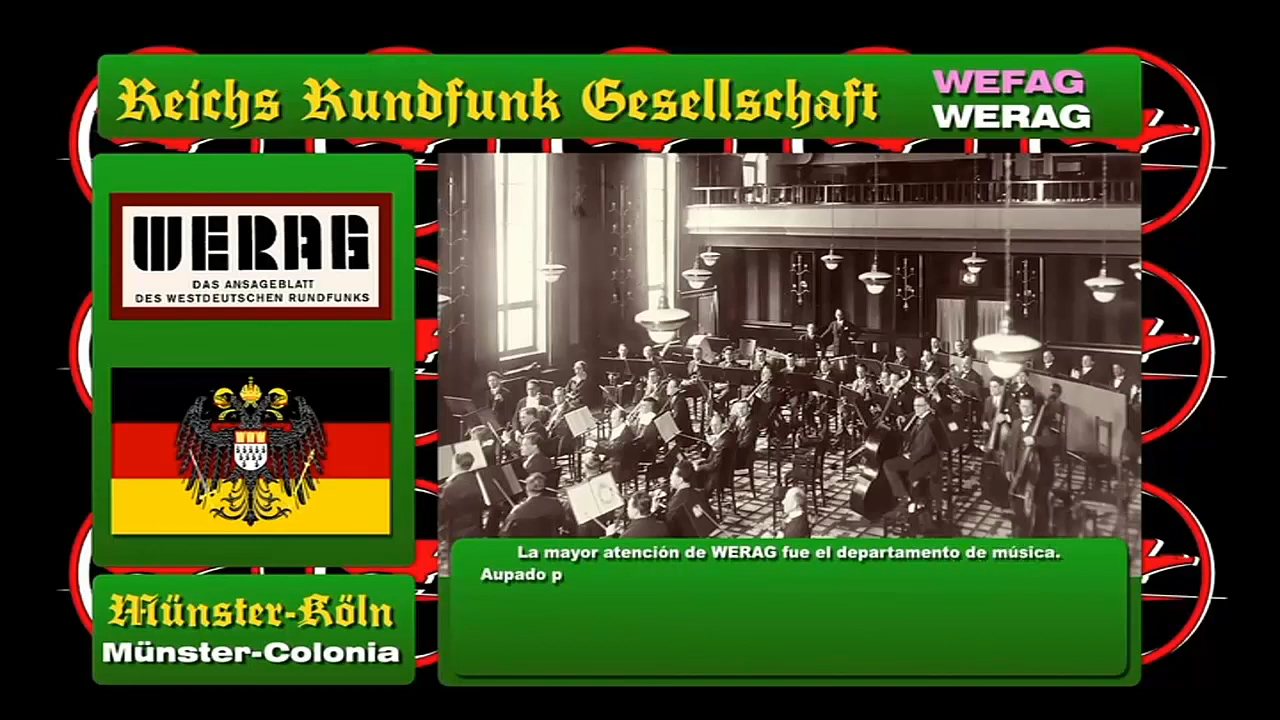 Reichs Rundfunk Gesellschaft
WEFAG
WERAG
WERAG
DAS ANSAGEBLATT
DES WESTDEUTSCHEN RUNDFUNKS
Münster-Köln
Münster-Colonia
La mayor atención de WERAG fue el departamento de música.
Aupado p